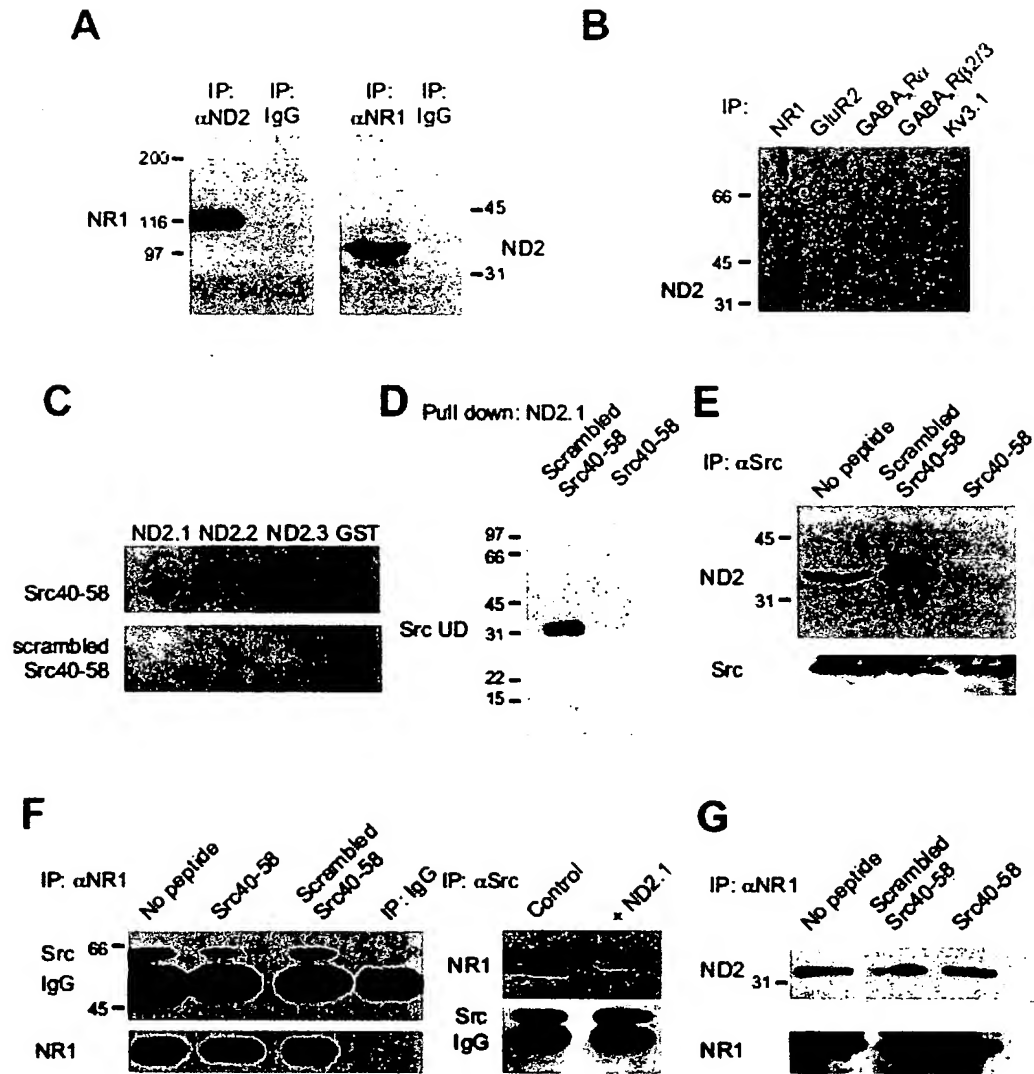 A
IP: αND2
IP: IgG
IP: αNR1
IP: IgG
200
NR1
116
97
45
ND2
31
B
IP:
NR1
GluR2
GABA_A Rα
GABA_A Rβ2/3
Kv3.1
66
45
ND2
31
C
ND2.1 ND2.2 ND2.3 GST
Src40-58
scrambled
Src40-58
D
Pull down: ND2.1
Scrambled
Src40-58
Src40-58
97
66
45
Src UD
31
22
15
E
IP: αSrc
No peptide
Scrambled
Src40-58
Src40-58
45
ND2
31
Src
F
IP: αNR1
No peptide
Src40-58
Scrambled
Src40-58
IP: IgG
Src
66
IgG
45
NR1
IP: αSrc
Control
ND2.1
NR1
Src
IgG
G
IP: αNR1
No peptide
Scrambled
Src40-58
Src40-58
ND2
31
NR1